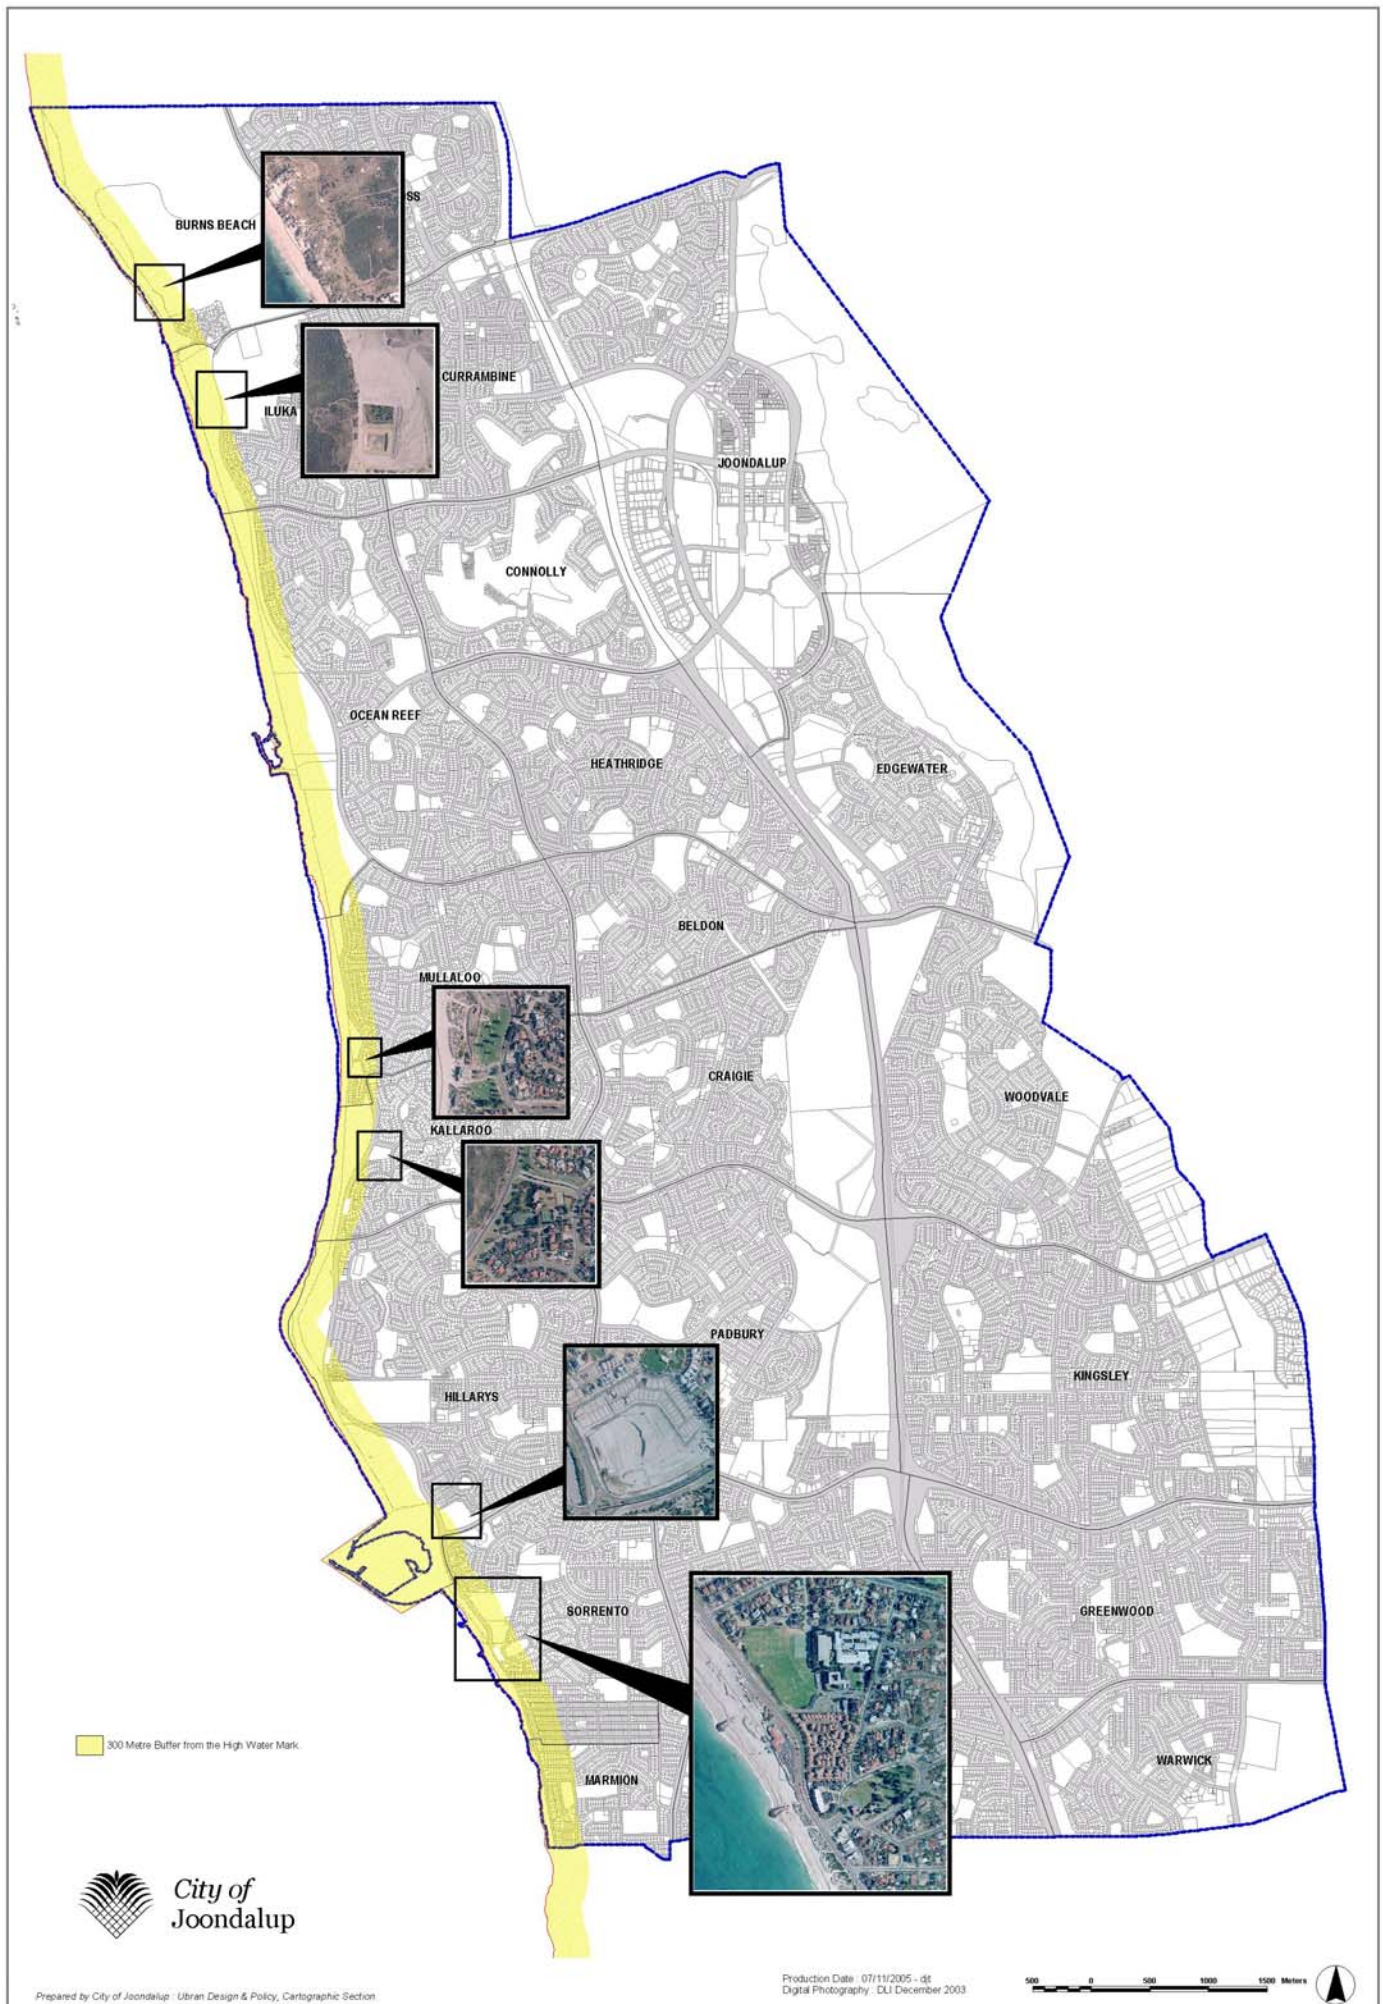 SS
BURNS BEACH
CURRAMBINE
ILUKA
JOONDALUP
CONNOLLY
OCEAN REEF
HEATHRIDGE
EDGEWATER
BELDON
MULLALOO
CRAIGIE
WOODVALE
KALLAROO
PADBURY
KINGSLEY
HILLARYS
SORRENTO
GREENWOOD
300 Metre Buffer from the High Water Mark
WARWICK
MARMION
City of
Joondalup
Production Date : 07/11/2005 - djt
Digital Photography : DLI December 2003
500 0 500 1000 1500 Meters
Prepared by City of Joondalup : Ubran Design & Policy, Cartographic Section